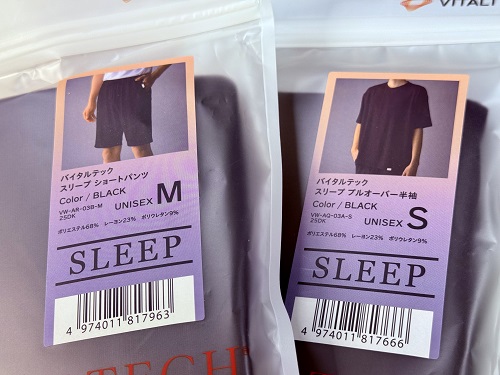 バイタルテック
スリープ ショートパンツ
Color / BLACK
VW-AR-03B-M
25DK
UNISEX M
ポリエステル68% レーヨン23% ポリウレタン9%
SLEEP
4 974011 817963
TECH
VITAL
バイタルテック
スリープ プルオーバー半袖
Color / BLACK
VW-AQ-03A-S
25DK
UNISEX S
ポリエステル68% レーヨン23% ポリウレタン9%
SLEEP
4 974011 817666